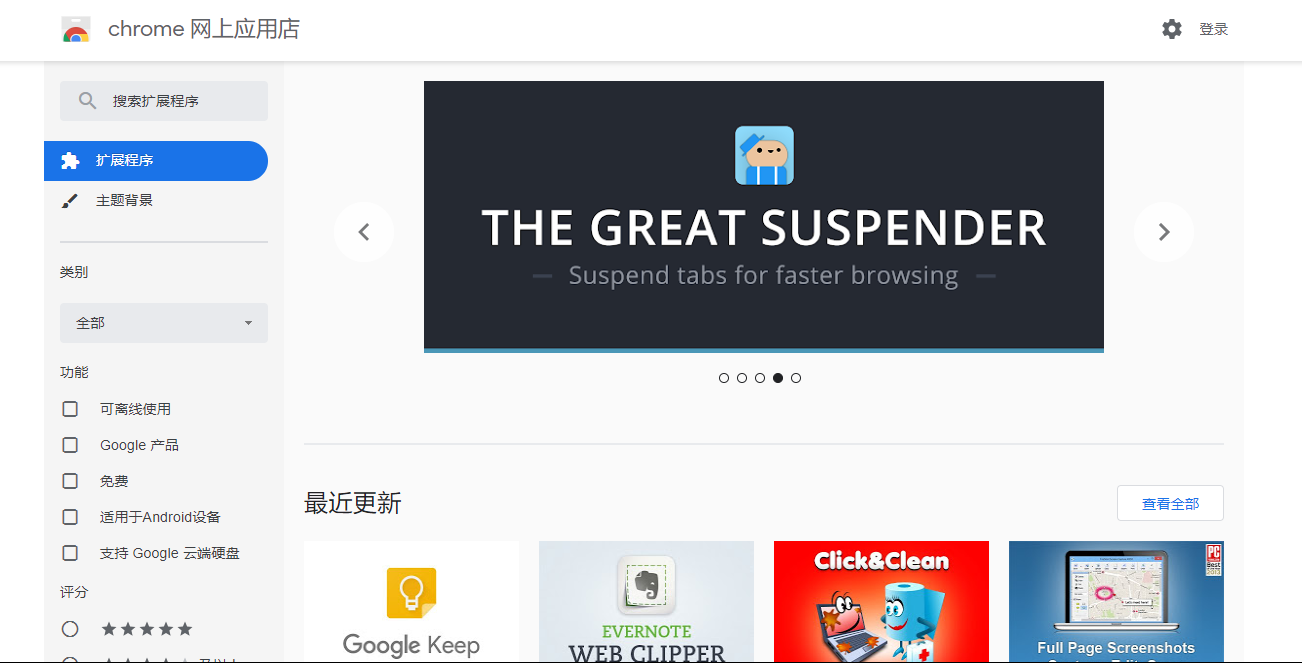 chrome 网上应用店
登录
搜索扩展程序
扩展程序
主题背景
类别
全部
功能
可离线使用
Google 产品
免费
适用于Android设备
支持 Google 云端硬盘
评分
THE GREAT SUSPENDER
Suspend tabs for faster browsing
最近更新
查看全部
Google Keep
EVERNOTE
WEB CLIPPER
Click&Clean
PC
Best
2013
Full Page Screenshots